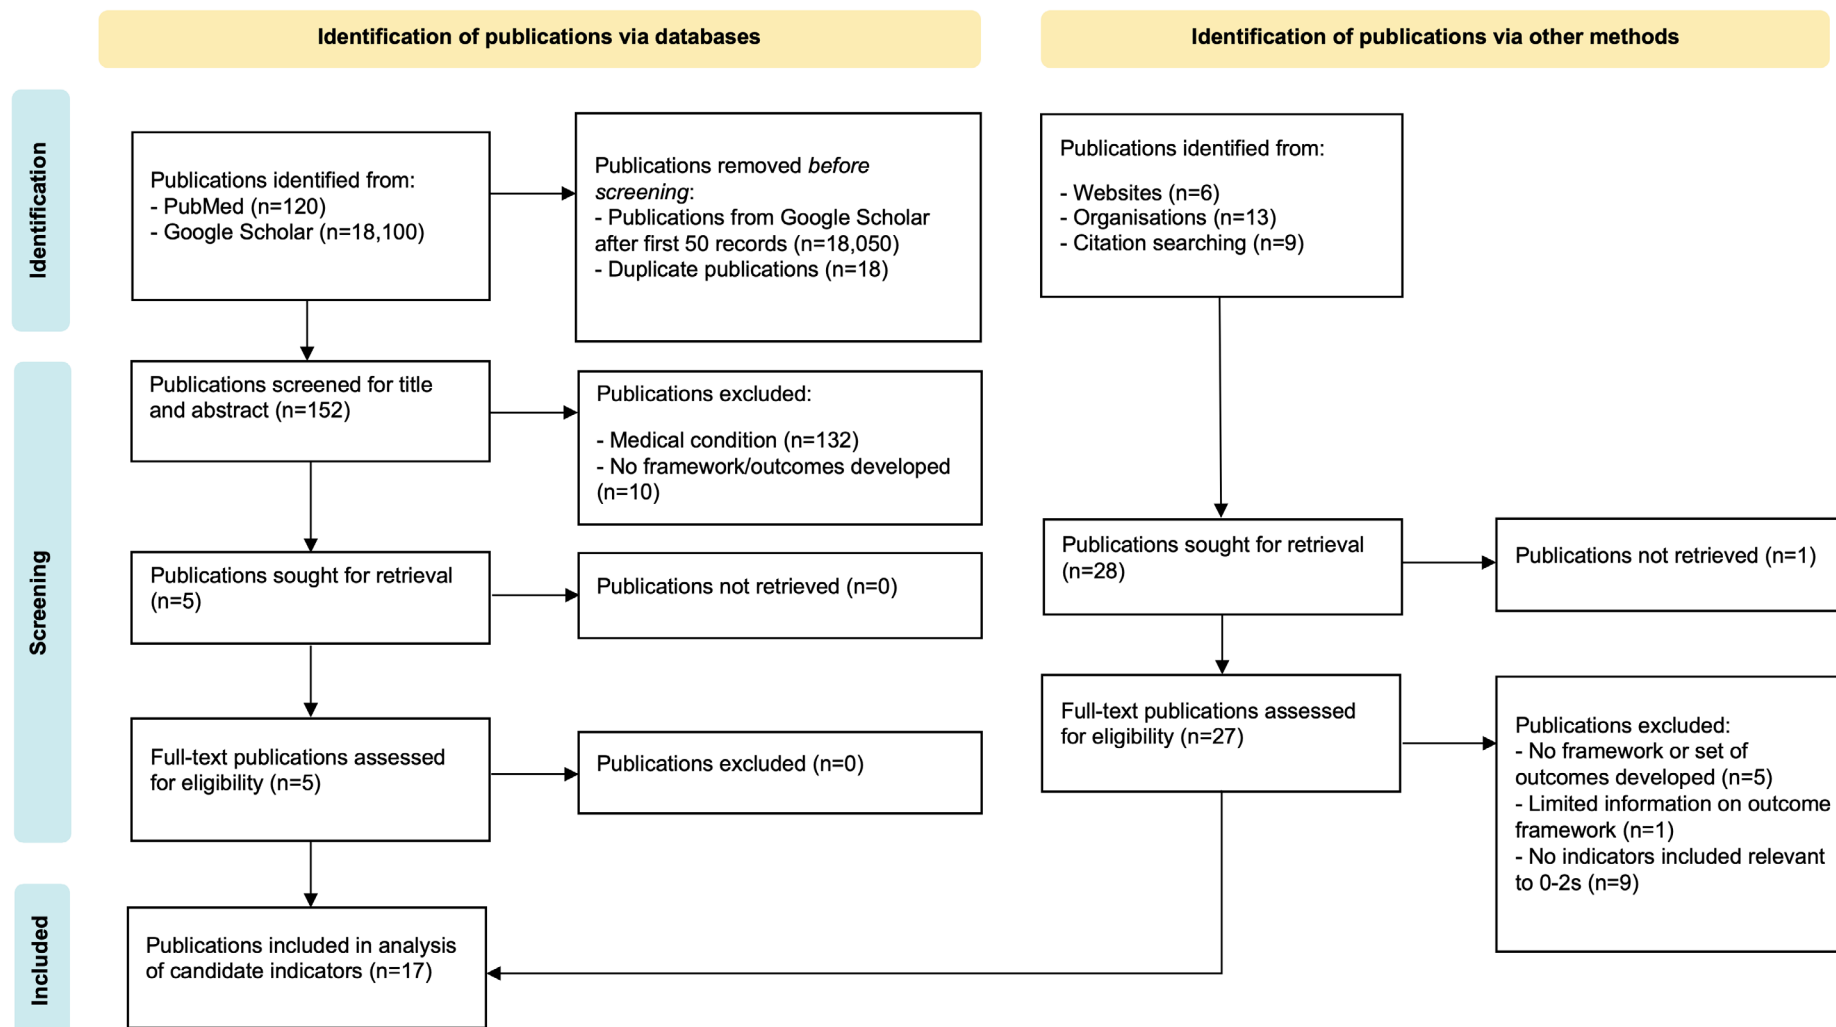 Identification of publications via databases
Identification of publications via other methods
Identification
Publications identified from:
- PubMed (n=120)
- Google Scholar (n=18,100)
Publications removed before
screening:
- Publications from Google Scholar
after first 50 records (n=18,050)
- Duplicate publications (n=18)
Publications identified from:
- Websites (n=6)
- Organisations (n=13)
- Citation searching (n=9)
Screening
Publications screened for title
and abstract (n=152)
Publications excluded:
- Medical condition (n=132)
- No framework/outcomes developed
(n=10)
Publications sought for retrieval
(n=5)
Publications not retrieved (n=0)
Publications sought for retrieval
(n=28)
Publications not retrieved (n=1)
Full-text publications assessed
for eligibility (n=5)
Publications excluded (n=0)
Full-text publications assessed
for eligibility (n=27)
Publications excluded:
- No framework or set of
outcomes developed (n=5)
- Limited information on outcome
framework (n=1)
- No indicators included relevant
to 0-2s (n=9)
Included
Publications included in analysis
of candidate indicators (n=17)